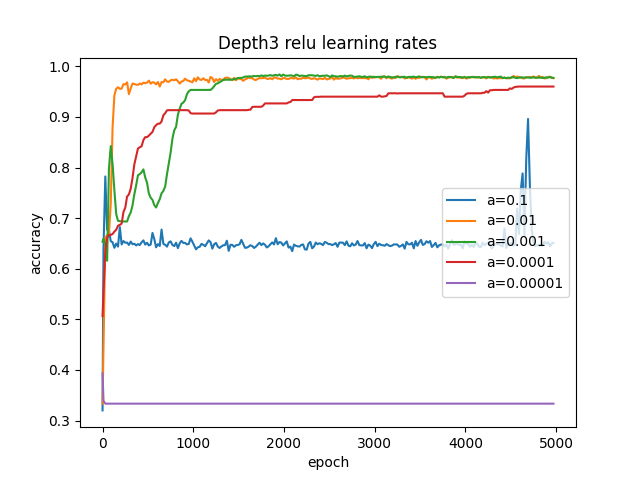 Depth3 relu learning rates
accuracy
1.0
0.9
0.8
0.7
0.6
0.5
0.4
0.3
a=0.1
a=0.01
a=0.001
a=0.0001
a=0.00001
0 1000 2000 3000 4000 5000
epoch